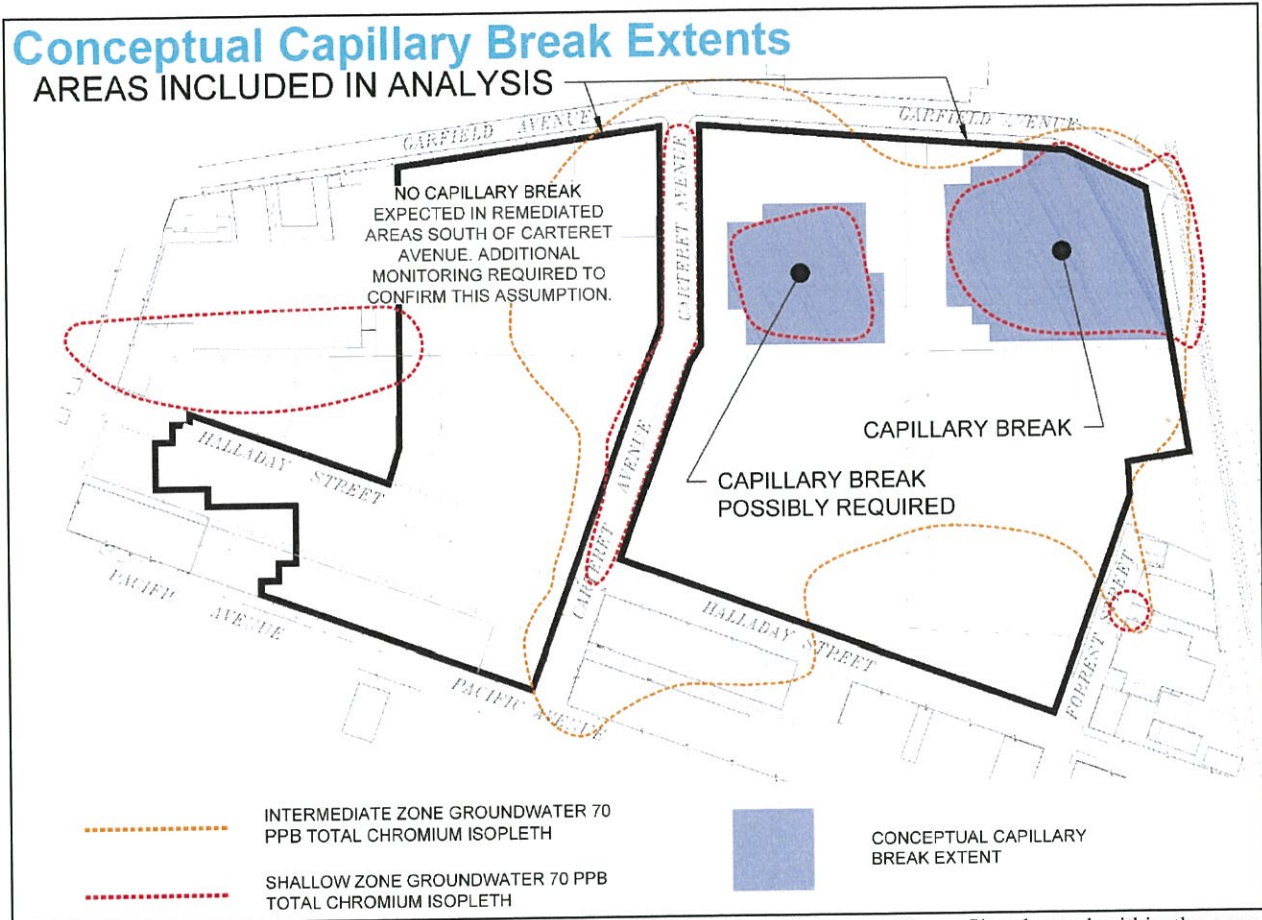 Conceptual Capillary Break Extents
AREAS INCLUDED IN ANALYSIS
GARFIELD AVENUE
GARFIELD AVENUE
NO CAPILLARY BREAK
EXPECTED IN REMEDIATED
AREAS SOUTH OF CARTERET
AVENUE. ADDITIONAL
MONITORING REQUIRED TO
CONFIRM THIS ASSUMPTION.
CARTERET AVENUE
CAPILLARY BREAK
CAPILLARY BREAK
POSSIBLY REQUIRED
HALLADAY STREET
CARTERET AVENUE
HALLADAY STREET
FORREST STREET
PACIFIC AVENUE
PACIFIC AVENUE
INTERMEDIATE ZONE GROUNDWATER 70
PPB TOTAL CHROMIUM ISOPLETH
SHALLOW ZONE GROUNDWATER 70 PPB
TOTAL CHROMIUM ISOPLETH
CONCEPTUAL CAPILLARY
BREAK EXTENT